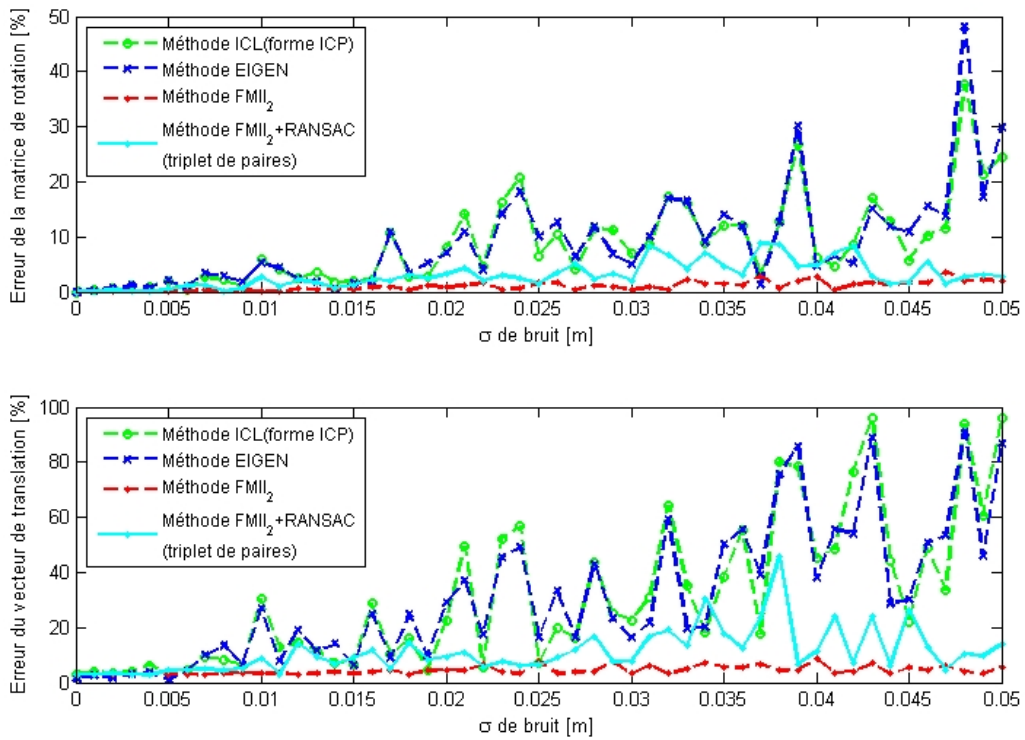 Erreur de la matrice de rotation [%]
50
40
30
20
10
0
Méthode ICL(forme ICP)
Méthode EIGEN
Méthode FMII2
Méthode FMII2+RANSAC
(triplet de paires)
0 0.005 0.01 0.015 0.02 0.025 0.03 0.035 0.04 0.045 0.05
σ de bruit [m]
Erreur du vecteur de translation [%]
100
80
60
40
20
0
Méthode ICL(forme ICP)
Méthode EIGEN
Méthode FMII2
Méthode FMII2+RANSAC
(triplet de paires)
0 0.005 0.01 0.015 0.02 0.025 0.03 0.035 0.04 0.045 0.05
σ de bruit [m]